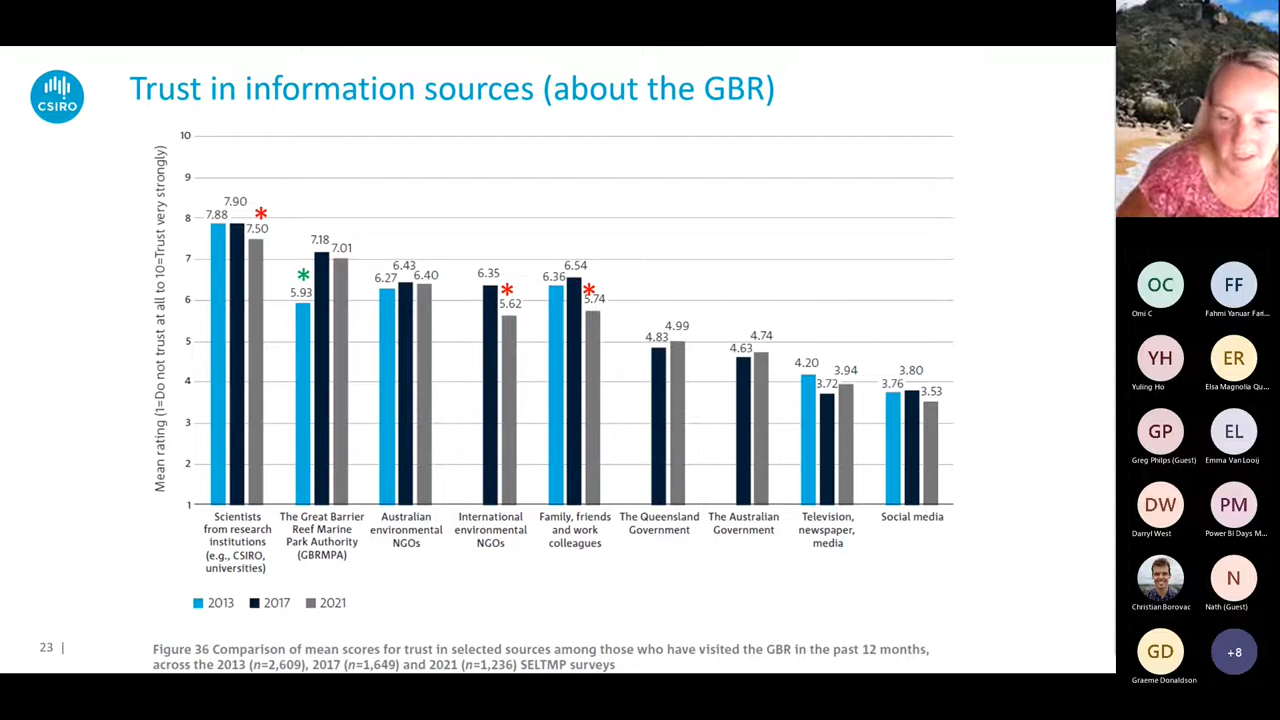 CSIRO
Trust in information sources (about the GBR)
Mean rating (1=Do not trust at all to 10=Trust very strongly)
10
9
8
7
6
5
4
3
2
1
7.88
7.90
7.50
*
5.93
*
7.18
7.01
6.27
6.43
6.40
6.35
5.62
*
6.36
6.54
5.74
*
4.83
4.99
4.63
4.74
4.20
3.72
3.94
3.76
3.80
3.53
Scientists
from research
institutions
(e.g., CSIRO,
universities)
The Great Barrier
Reef Marine
Park Authority
(GBRMPA)
Australian
environmental
NGOs
International
environmental
NGOs
Family, friends
and work
colleagues
The Queensland
Government
The Australian
Government
Television,
newspaper,
media
Social media
2013 2017 2021
23 |
Figure 36 Comparison of mean scores for trust in selected sources among those who have visited the GBR in the past 12 months,
across the 2013 (n=2,609), 2017 (n=1,649) and 2021 (n=1,236) SELTMP surveys
OC
Omi C
FF
Fahmi Yanuar Fari...
YH
Yuling Ho
ER
Elsa Magnolia Qu...
GP
Greg Philps (Guest)
EL
Emma Van Looij
DW
Darryl West
PM
Power BI Days M...
Christian Borovac
N
Nath (Guest)
GD
Graeme Donaldson
+8